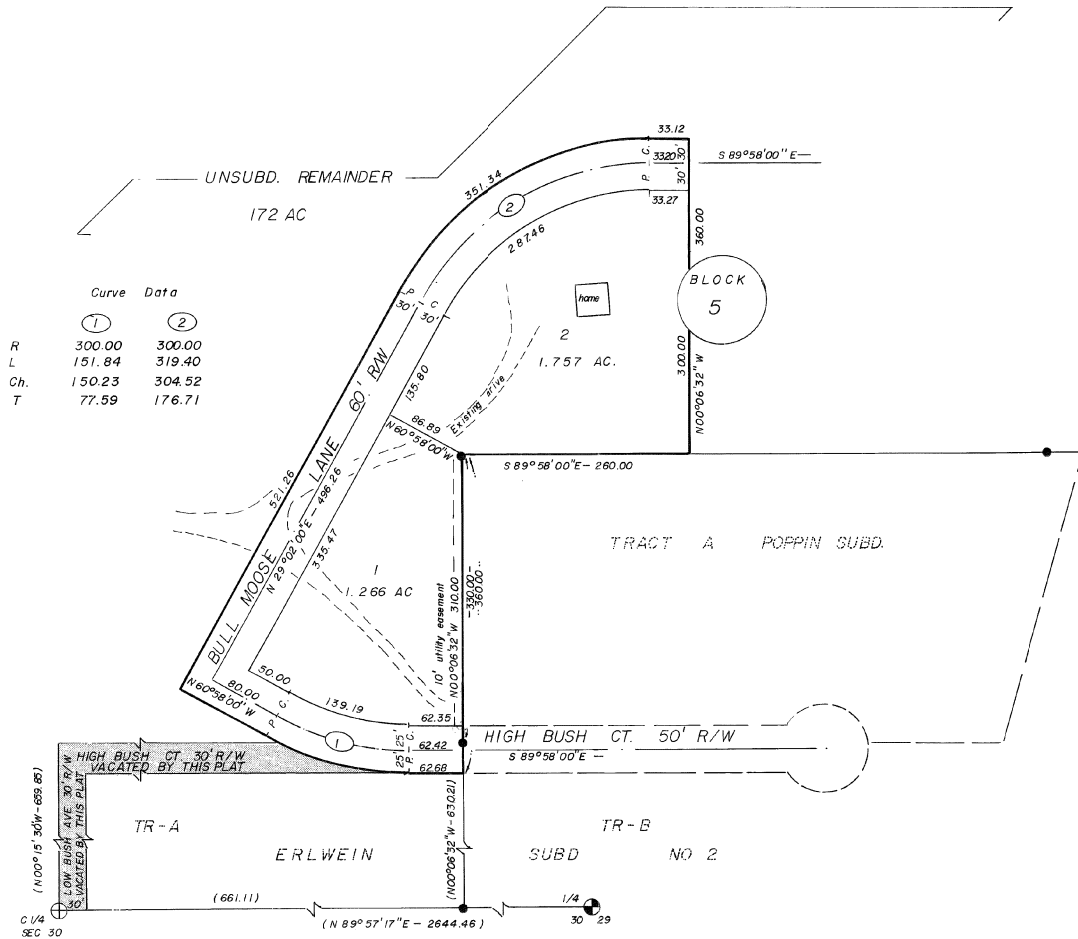 33.12
P. C.
33.20
30' 30'
S 89°58'00" E—
33.27
351.34
2
287.46
UNSUBD. REMAINDER
172 AC
360.00
BLOCK
5
300.00
N00°06'32" W
Curve Data
1 2
R 300.00 300.00
L 151.84 319.40
Ch. 150.23 304.52
T 77.59 176.71
P C
30' 30'
home
2
1.757 AC.
Existing
135.80
86.89
N 60°58'00" W
S 89°58'00"E- 260.00
BULL MOOSE LANE 60' R/W
521.26
N 29°02'00"E - 496.26
335.47
TRACT A POPPIN SUBD.
1
1.266 AC
10' utility easement
N00°06'32" W 310.00
-330.00-
360.00
50.00
80.00
N 60°58'00" W
P. C.
139.19
1
62.35
62.42
62.68
25' 25'
P. C.
HIGH BUSH CT. 50' R/W
S 89°58'00"E —
HIGH BUSH CT 30' R/W
VACATED BY THIS PLAT
LOW BUSH AVE 30' R/W
VACATED BY THIS PLAT
30'
(N00°15'30"W-659.85)
TR-A
TR-B
ERLWEIN SUBD NO 2
(N00°06'32"W-630.21)
(661.11)
(N 89°57'17"E - 2644.46)
C 1/4
SEC 30
1/4
30 29